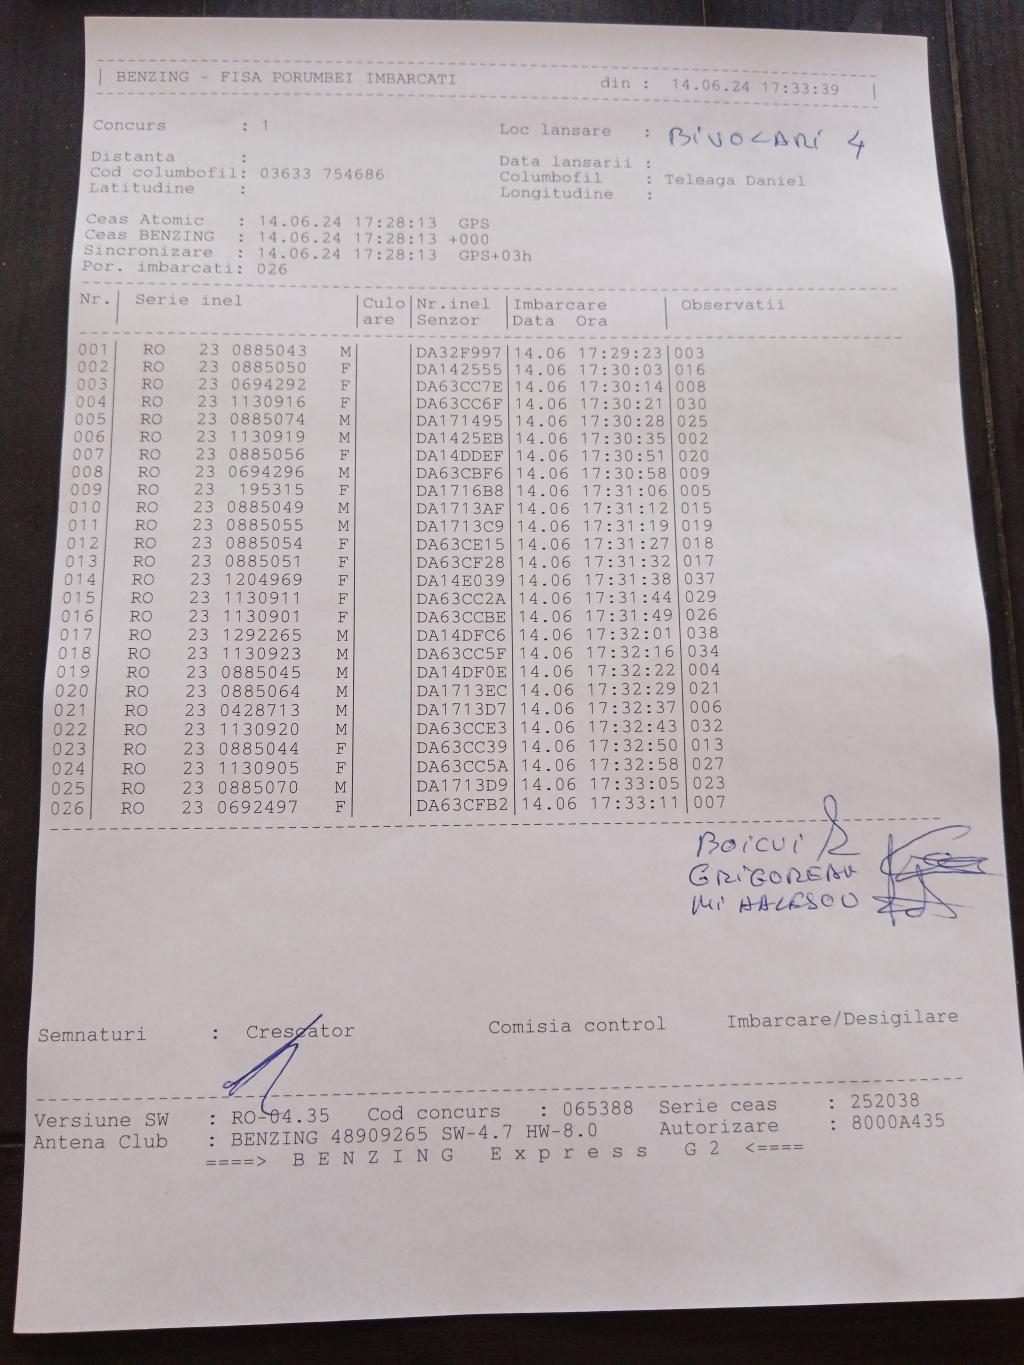 BENZING - FISA PORUMBEI IMBARCATI din : 14.06.24 17:33:39
Concurs : 1 Loc lansare : BIVOLARI 4
Distanta : Data lansarii :
Cod columbofil: 03633 754686 Columbofil : Teleaga Daniel
Latitudine : Longitudine :
Ceas Atomic : 14.06.24 17:28:13 GPS
Ceas BENZING : 14.06.24 17:28:13 +000
Sincronizare : 14.06.24 17:28:13 GPS+03h
Por. imbarcati: 026
Nr. Serie inel Culo Nr.inel Imbarcare Observatii
are Senzor Data Ora
001 RO 23 0885043 M DA32F997 14.06 17:29:23 003
002 RO 23 0885050 F DA142555 14.06 17:30:03 016
003 RO 23 0694292 F DA63CC7E 14.06 17:30:14 008
004 RO 23 1130916 F DA63CC6F 14.06 17:30:21 030
005 RO 23 0885074 M DA171495 14.06 17:30:28 025
006 RO 23 1130919 M DA1425EB 14.06 17:30:35 002
007 RO 23 0885056 F DA14DDEF 14.06 17:30:51 020
008 RO 23 0694296 M DA63CBF6 14.06 17:30:58 009
009 RO 23 195315 F DA1716B8 14.06 17:31:06 005
010 RO 23 0885049 M DA1713AF 14.06 17:31:12 015
011 RO 23 0885055 M DA1713C9 14.06 17:31:19 019
012 RO 23 0885054 F DA63CE15 14.06 17:31:27 018
013 RO 23 0885051 F DA63CF28 14.06 17:31:32 017
014 RO 23 1204969 F DA14E039 14.06 17:31:38 037
015 RO 23 1130911 F DA63CC2A 14.06 17:31:44 029
016 RO 23 1130901 F DA63CCBE 14.06 17:31:49 026
017 RO 23 1292265 M DA14DFC6 14.06 17:32:01 038
018 RO 23 1130923 M DA63CC5F 14.06 17:32:16 034
019 RO 23 0885045 M DA14DF0E 14.06 17:32:22 004
020 RO 23 0885064 M DA1713EC 14.06 17:32:29 021
021 RO 23 0428713 M DA1713D7 14.06 17:32:37 006
022 RO 23 1130920 M DA63CCE3 14.06 17:32:43 032
023 RO 23 0885044 F DA63CC39 14.06 17:32:50 013
024 RO 23 1130905 F DA63CC5A 14.06 17:32:58 027
025 RO 23 0885070 M DA1713D9 14.06 17:33:05 023
026 RO 23 0692497 F DA63CFB2 14.06 17:33:11 007
BOICUI
GRIGOREAN
MIHALESCU
Semnaturi : Crescator Comisia control Imbarcare/Desigilare
Versiune SW : RO-04.35 Cod concurs : 065388 Serie ceas : 252038
Antena Club : BENZING 48909265 SW-4.7 HW-8.0 Autorizare : 8000A435
====> B E N Z I N G E x p r e s s G 2 <====